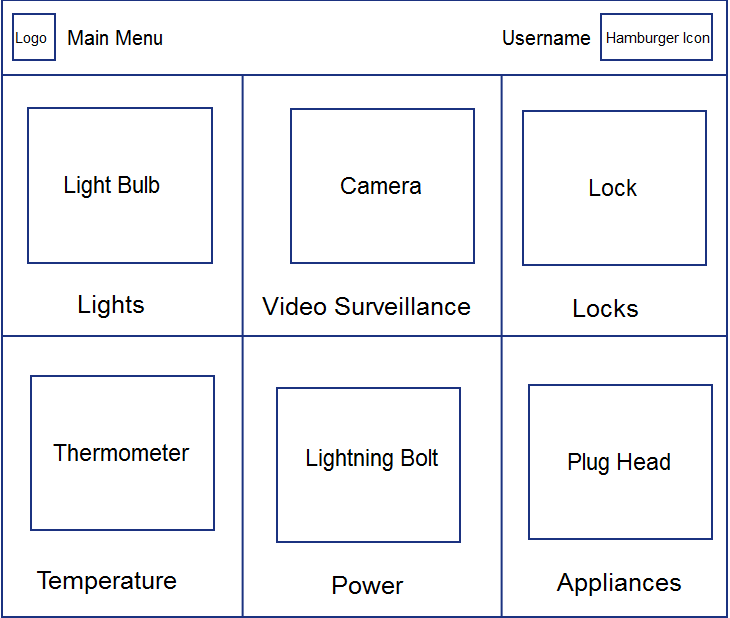 Logo
Main Menu
Username
Hamburger Icon
Light Bulb
Camera
Lock
Lights
Video Surveillance
Locks
Thermometer
Lightning Bolt
Plug Head
Temperature
Power
Appliances